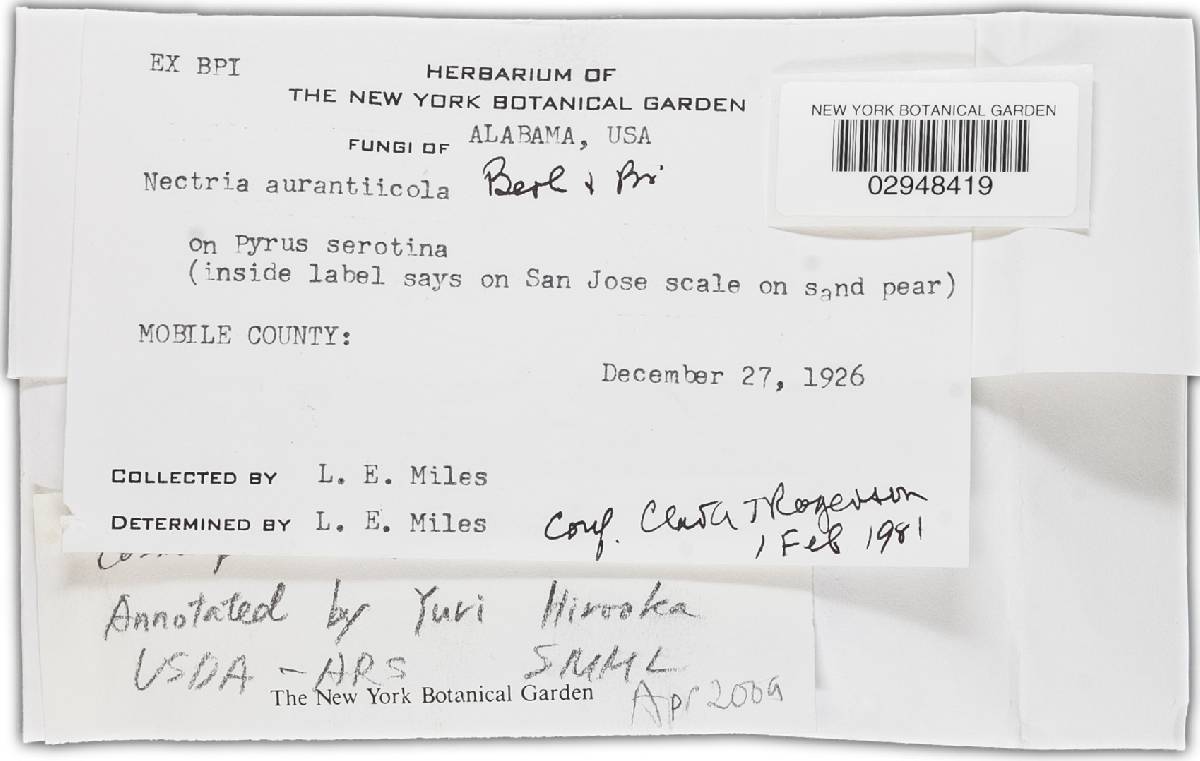 EX BPI
HERBARIUM OF
THE NEW YORK BOTANICAL GARDEN
FUNGI OF ALABAMA, USA
Nectria aurantiicola Berk & Br.
on Pyrus serotina
(inside label says on San Jose scale on sand pear)
MOBILE COUNTY:
December 27, 1926
COLLECTED BY L. E. Miles
DETERMINED BY L. E. Miles
Conf. Clark T Rogerson
1 Feb 1981
NEW YORK BOTANICAL GARDEN
02948419
Annotated by Yuri Hirooka
USDA - ARS SMML
The New York Botanical Garden
Apr 2009